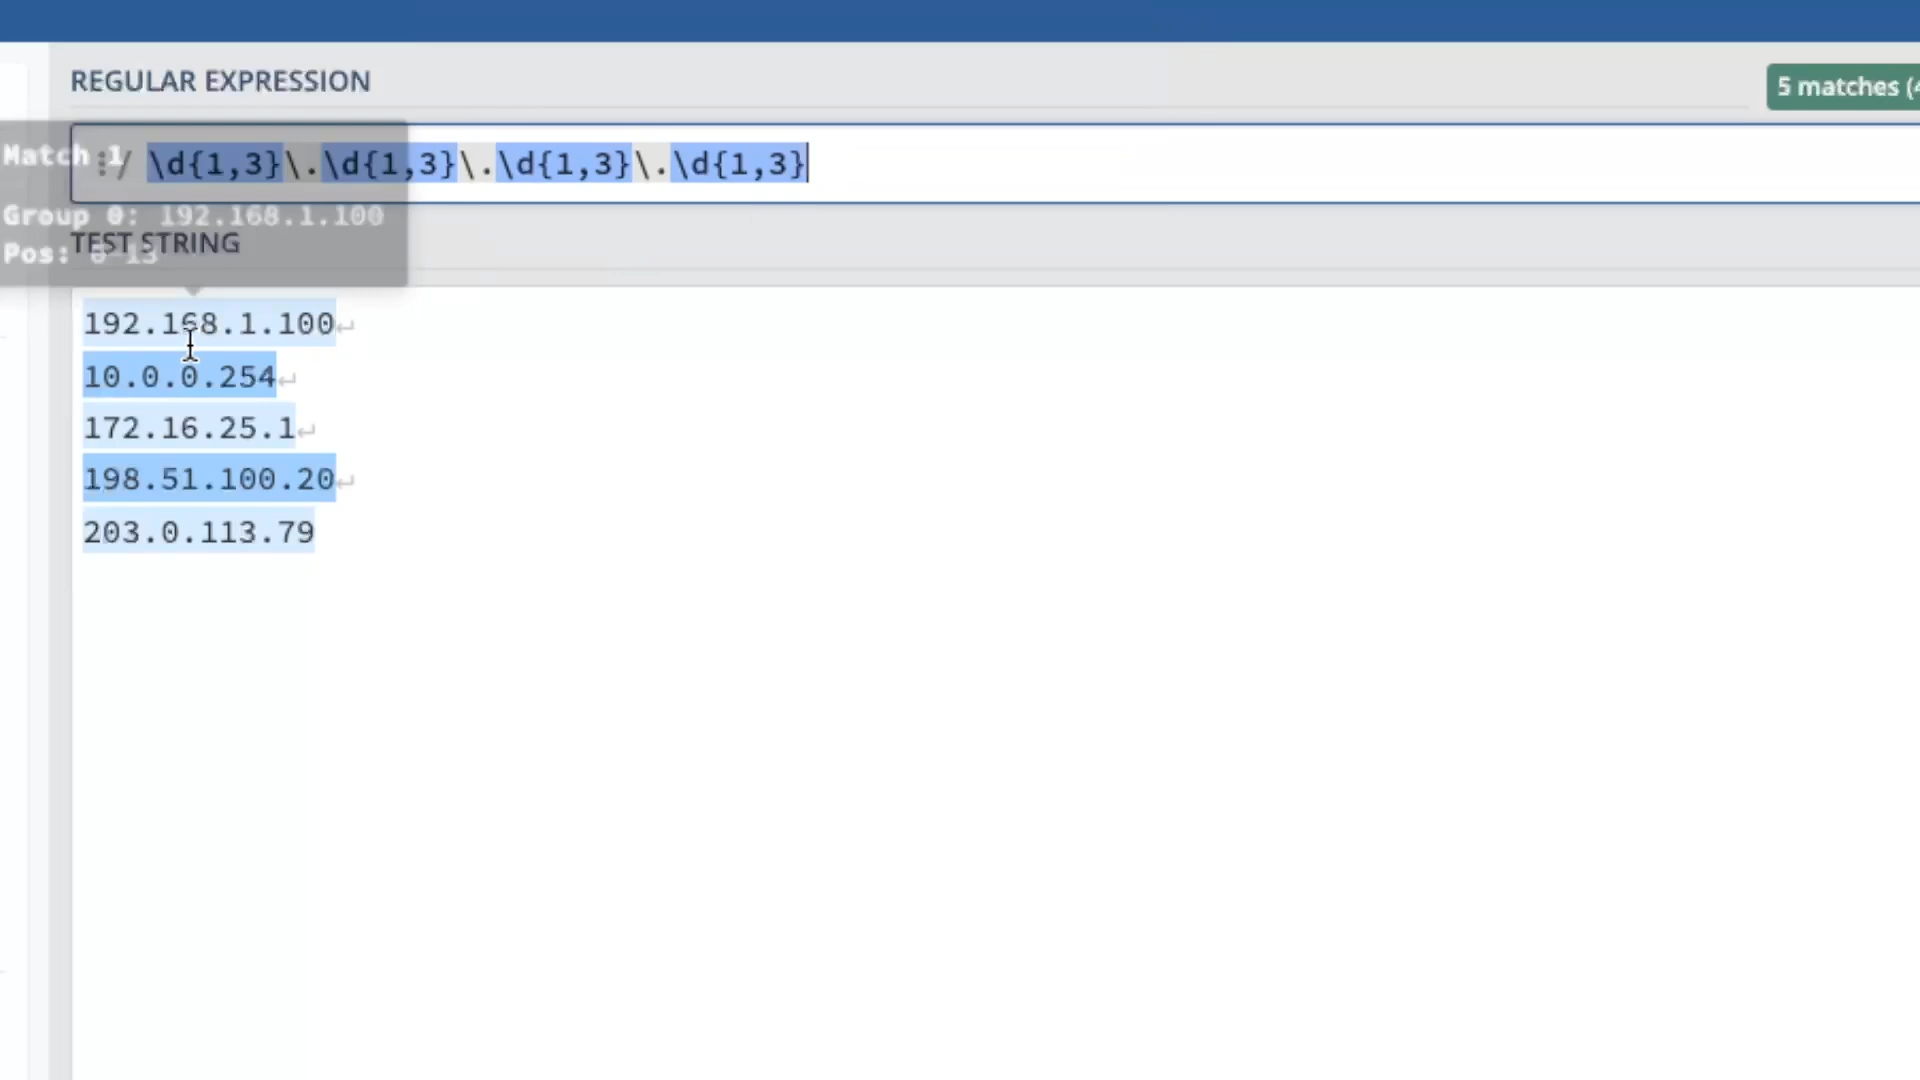 REGULAR EXPRESSION
5 matches (
Match 1
:/ \d{1,3}\.\d{1,3}\.\d{1,3}\.\d{1,3}
Group 0: 192.168.1.100
TEST STRING
Pos: 0-13
192.168.1.100↵
10.0.0.254↵
172.16.25.1↵
198.51.100.20↵
203.0.113.79